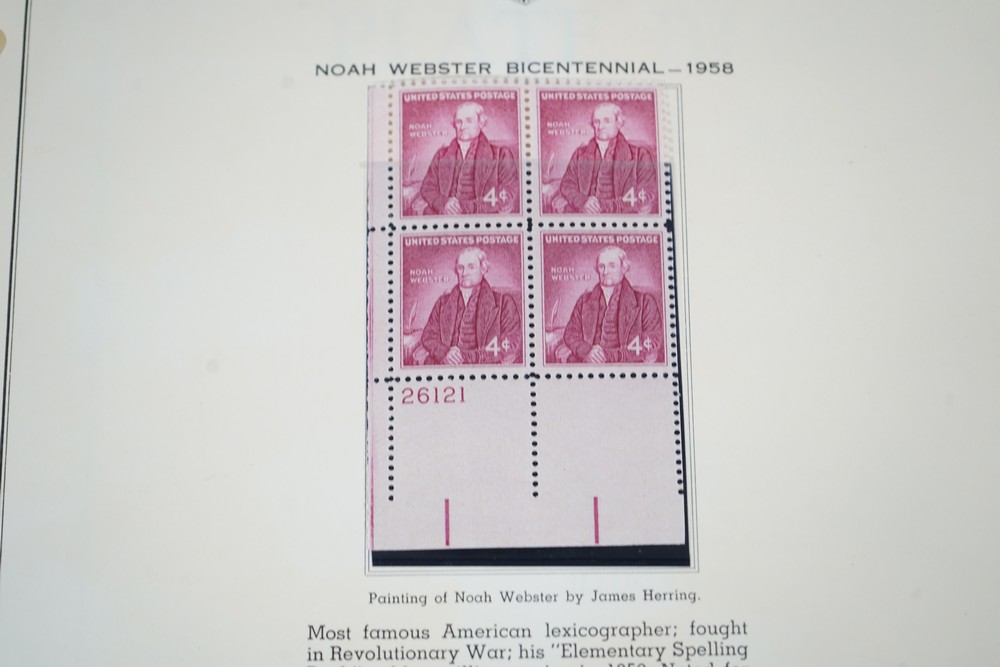 NOAH WEBSTER BICENTENNIAL—1958
UNITED STATES POSTAGE
NOAH
WEBSTER
4¢
UNITED STATES POSTAGE
NOAH
WEBSTER
4¢
UNITED STATES POSTAGE
NOAH
WEBSTER
4¢
UNITED STATES POSTAGE
NOAH
WEBSTER
4¢
26121
Painting of Noah Webster by James Herring.
Most famous American lexicographer; fought
in Revolutionary War; his "Elementary Spelling